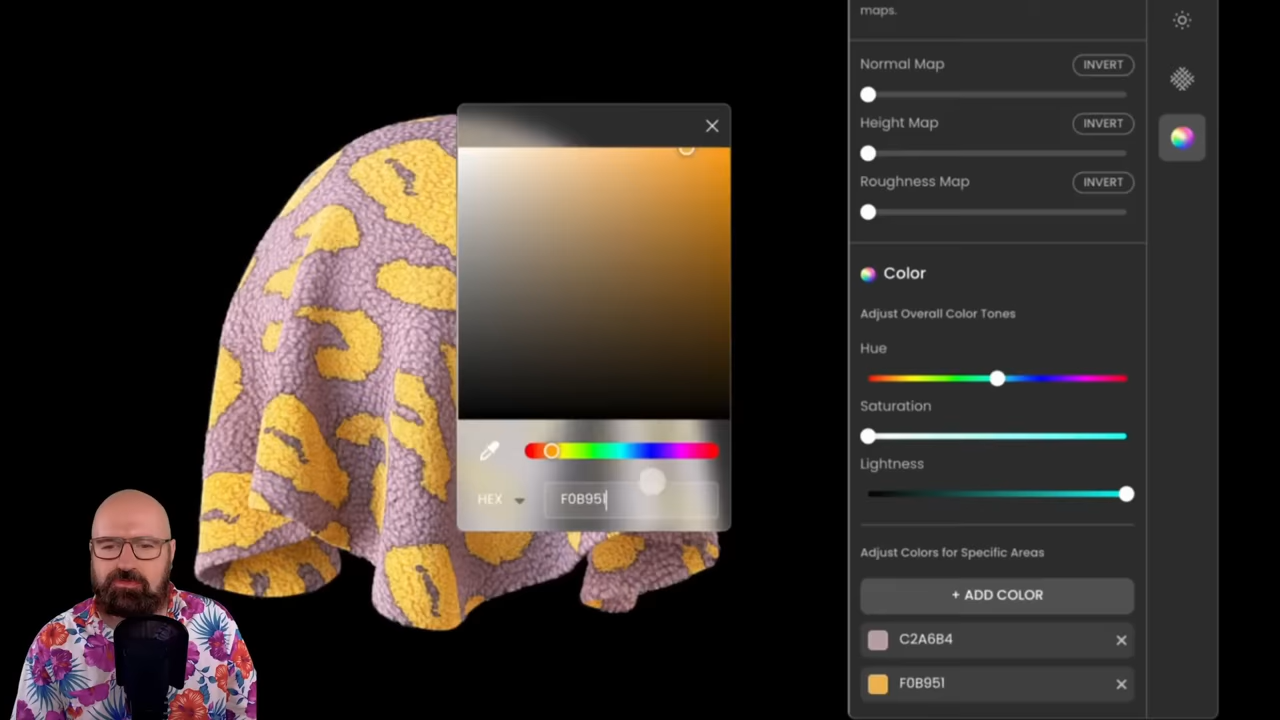 maps.
Normal Map
INVERT
Height Map
INVERT
Roughness Map
INVERT
Color
Adjust Overall Color Tones
Hue
Saturation
Lightness
Adjust Colors for Specific Areas
+ ADD COLOR
C2A6B4
F0B951
HEX
F0B951